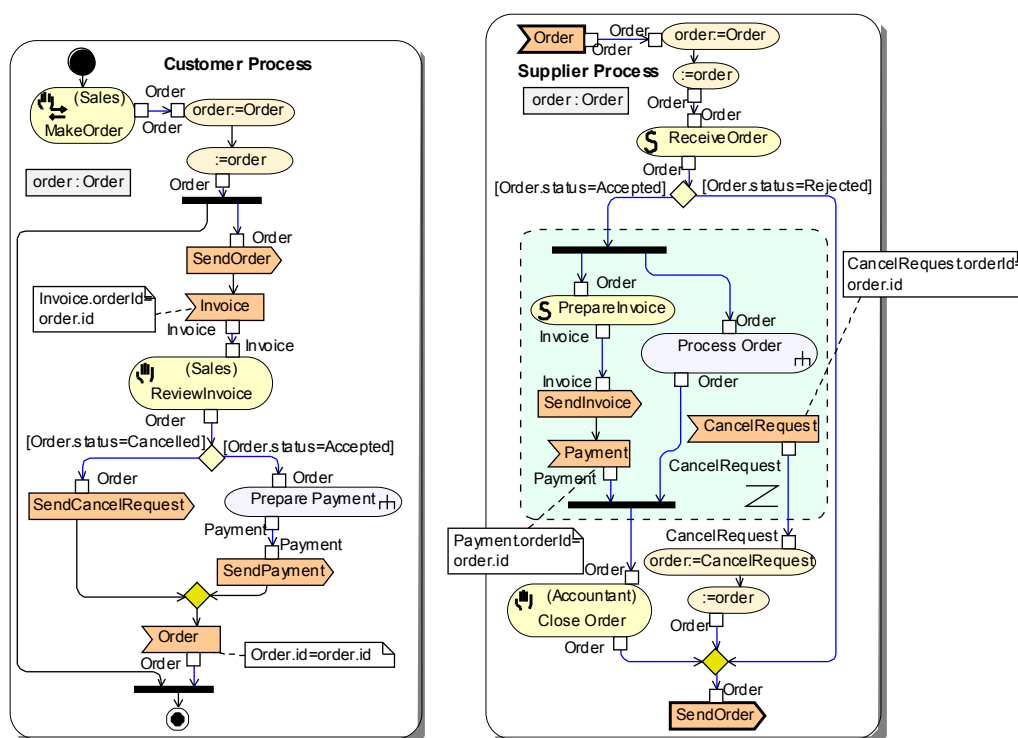 Customer Process
Order
(Sales)
MakeOrder
Order
order:=Order
:=order
order : Order
Order
Order
SendOrder
Invoice.orderId=
order.id
Invoice
Invoice
Invoice
(Sales)
ReviewInvoice
Order
[Order.status=Cancelled]
[Order.status=Accepted]
Order
Order
SendCancelRequest
Prepare Payment
Payment
Payment
SendPayment
Order
Order.id=order.id
Order
Order
Order
Order
order:=Order
Supplier Process
:=order
order : Order
Order
Order
ReceiveOrder
Order
[Order.status=Accepted]
[Order.status=Rejected]
CancelRequest.orderId=
order.id
Order
PrepareInvoice
Order
Invoice
Process Order
Invoice
Order
SendInvoice
CancelRequest
Payment
CancelRequest
Payment
Payment.orderId=
order.id
CancelRequest
Order
order:=CancelRequest
(Accountant)
Close Order
:=order
Order
Order
Order
SendOrder